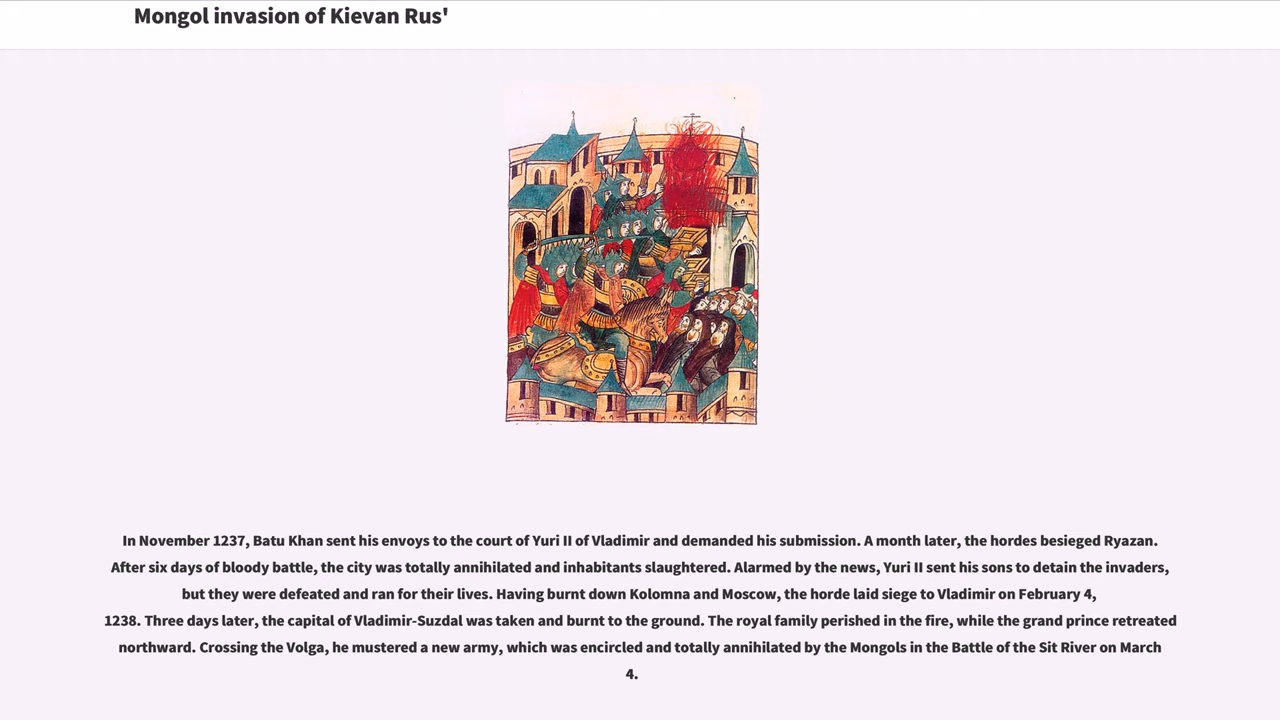 Mongol invasion of Kievan Rus'
In November 1237, Batu Khan sent his envoys to the court of Yuri II of Vladimir and demanded his submission. A month later, the hordes besieged Ryazan.
After six days of bloody battle, the city was totally annihilated and inhabitants slaughtered. Alarmed by the news, Yuri II sent his sons to detain the invaders,
but they were defeated and ran for their lives. Having burnt down Kolomna and Moscow, the horde laid siege to Vladimir on February 4,
1238. Three days later, the capital of Vladimir-Suzdal was taken and burnt to the ground. The royal family perished in the fire, while the grand prince retreated
northward. Crossing the Volga, he mustered a new army, which was encircled and totally annihilated by the Mongols in the Battle of the Sit River on March
4.